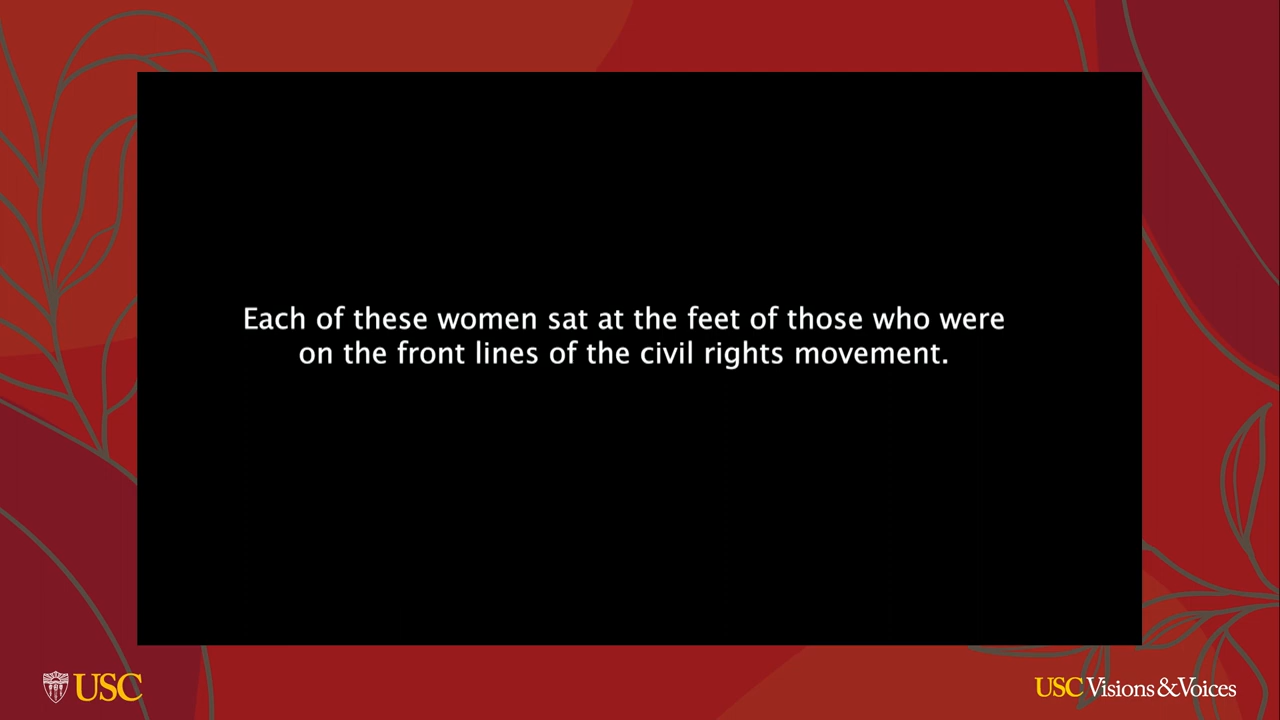 Each of these women sat at the feet of those who were
on the front lines of the civil rights movement.
USC
USC Visions&Voices